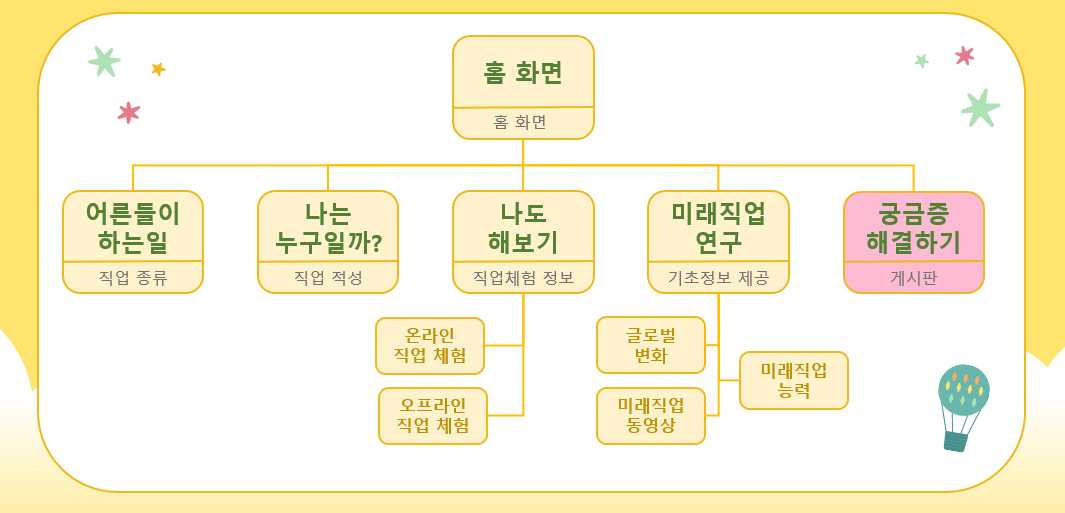 홈 화면
홈 화면
어른들이
하는일
직업 종류
나는
누구일까?
직업 적성
나도
해보기
직업체험 정보
미래직업
연구
기초정보 제공
궁금증
해결하기
게시판
온라인
직업 체험
오프라인
직업 체험
글로벌
변화
미래직업
동영상
미래직업
능력